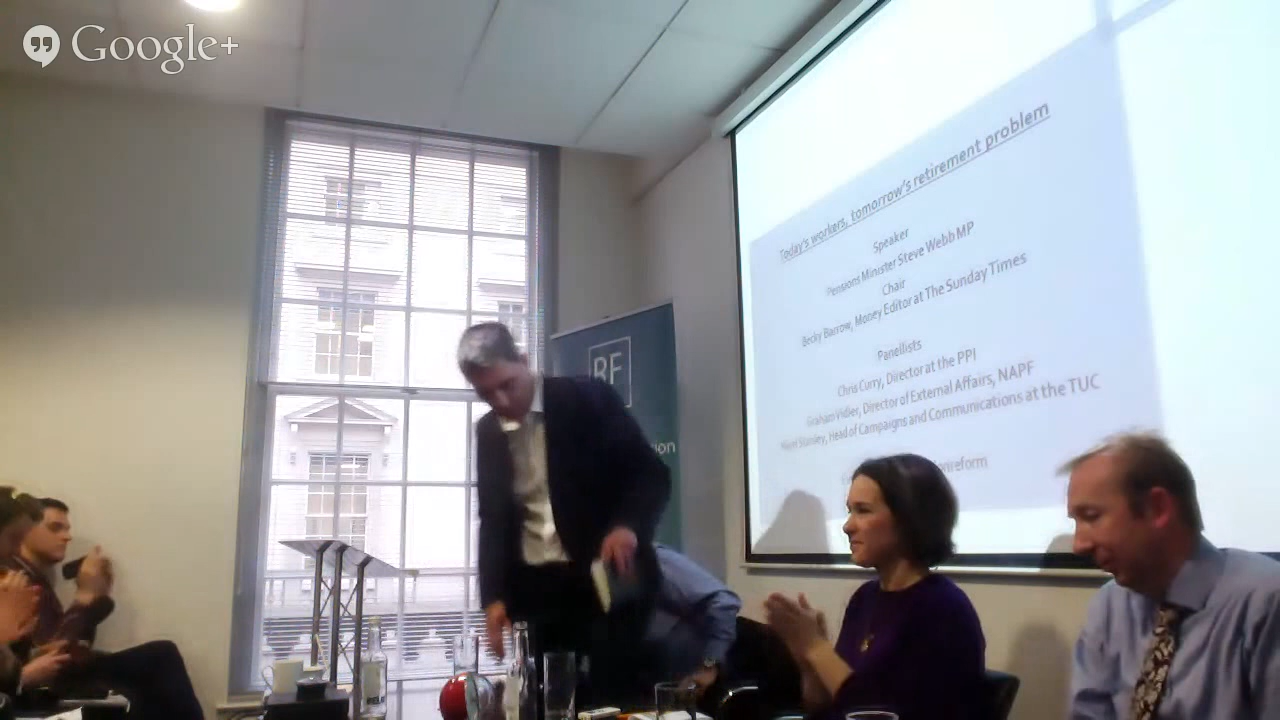 Google+
Today's workers, tomorrow's retirement problem
Speaker
Pensions Minister Steve Webb MP
Chair
Becky Barrow, Money Editor at The Sunday Times
Panellists
Chris Curry, Director at the PPI
Graham Vidler, Director of External Affairs, NAPF
Nigel Stanley, Head of Campaigns and Communications at the TUC
RF